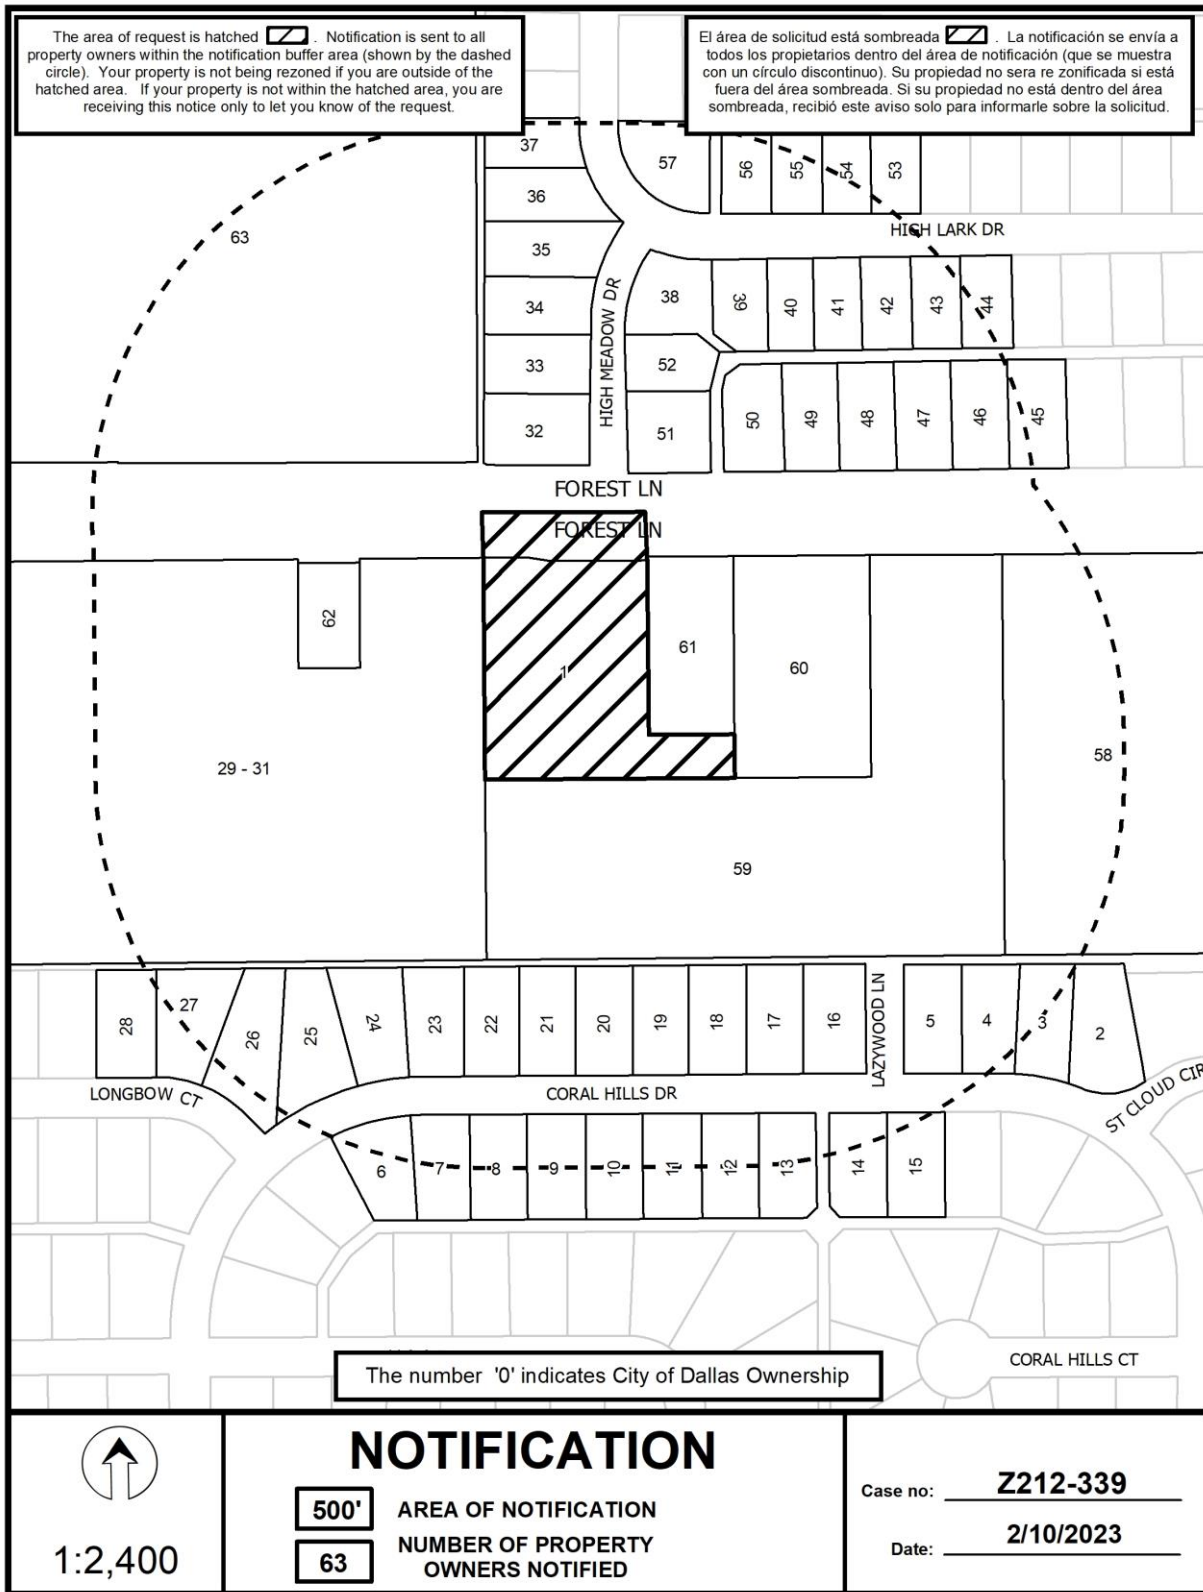 The area of request is hatched . Notification is sent to all
property owners within the notification buffer area (shown by the dashed
circle). Your property is not being rezoned if you are outside of the
hatched area. If your property is not within the hatched area, you are
receiving this notice only to let you know of the request.
El área de solicitud está sombreada . La notificación se envía a
todos los propietarios dentro del área de notificación (que se muestra
con un círculo discontinuo). Su propiedad no sera re zonificada si está
fuera del área sombreada. Si su propiedad no está dentro del área
sombreada, recibió este aviso solo para informarle sobre la solicitud.
37
57
56
55
54
53
36
63
HIGH LARK DR
35
34
HIGH MEADOW DR
38
39
40
41
42
43
44
33
52
32
51
50
49
48
47
46
45
FOREST LN
FOREST LN
62
1
61
60
29 - 31
58
59
28
27
26
25
24
23
22
21
20
19
18
17
16
LAZYWOOD LN
5
4
3
2
LONGBOW CT
CORAL HILLS DR
ST CLOUD CIR
6
7
8
9
10
11
12
13
14
15
CORAL HILLS CT
The number '0' indicates City of Dallas Ownership
1:2,400
NOTIFICATION
500' AREA OF NOTIFICATION
63 NUMBER OF PROPERTY
OWNERS NOTIFIED
Case no: Z212-339
Date: 2/10/2023